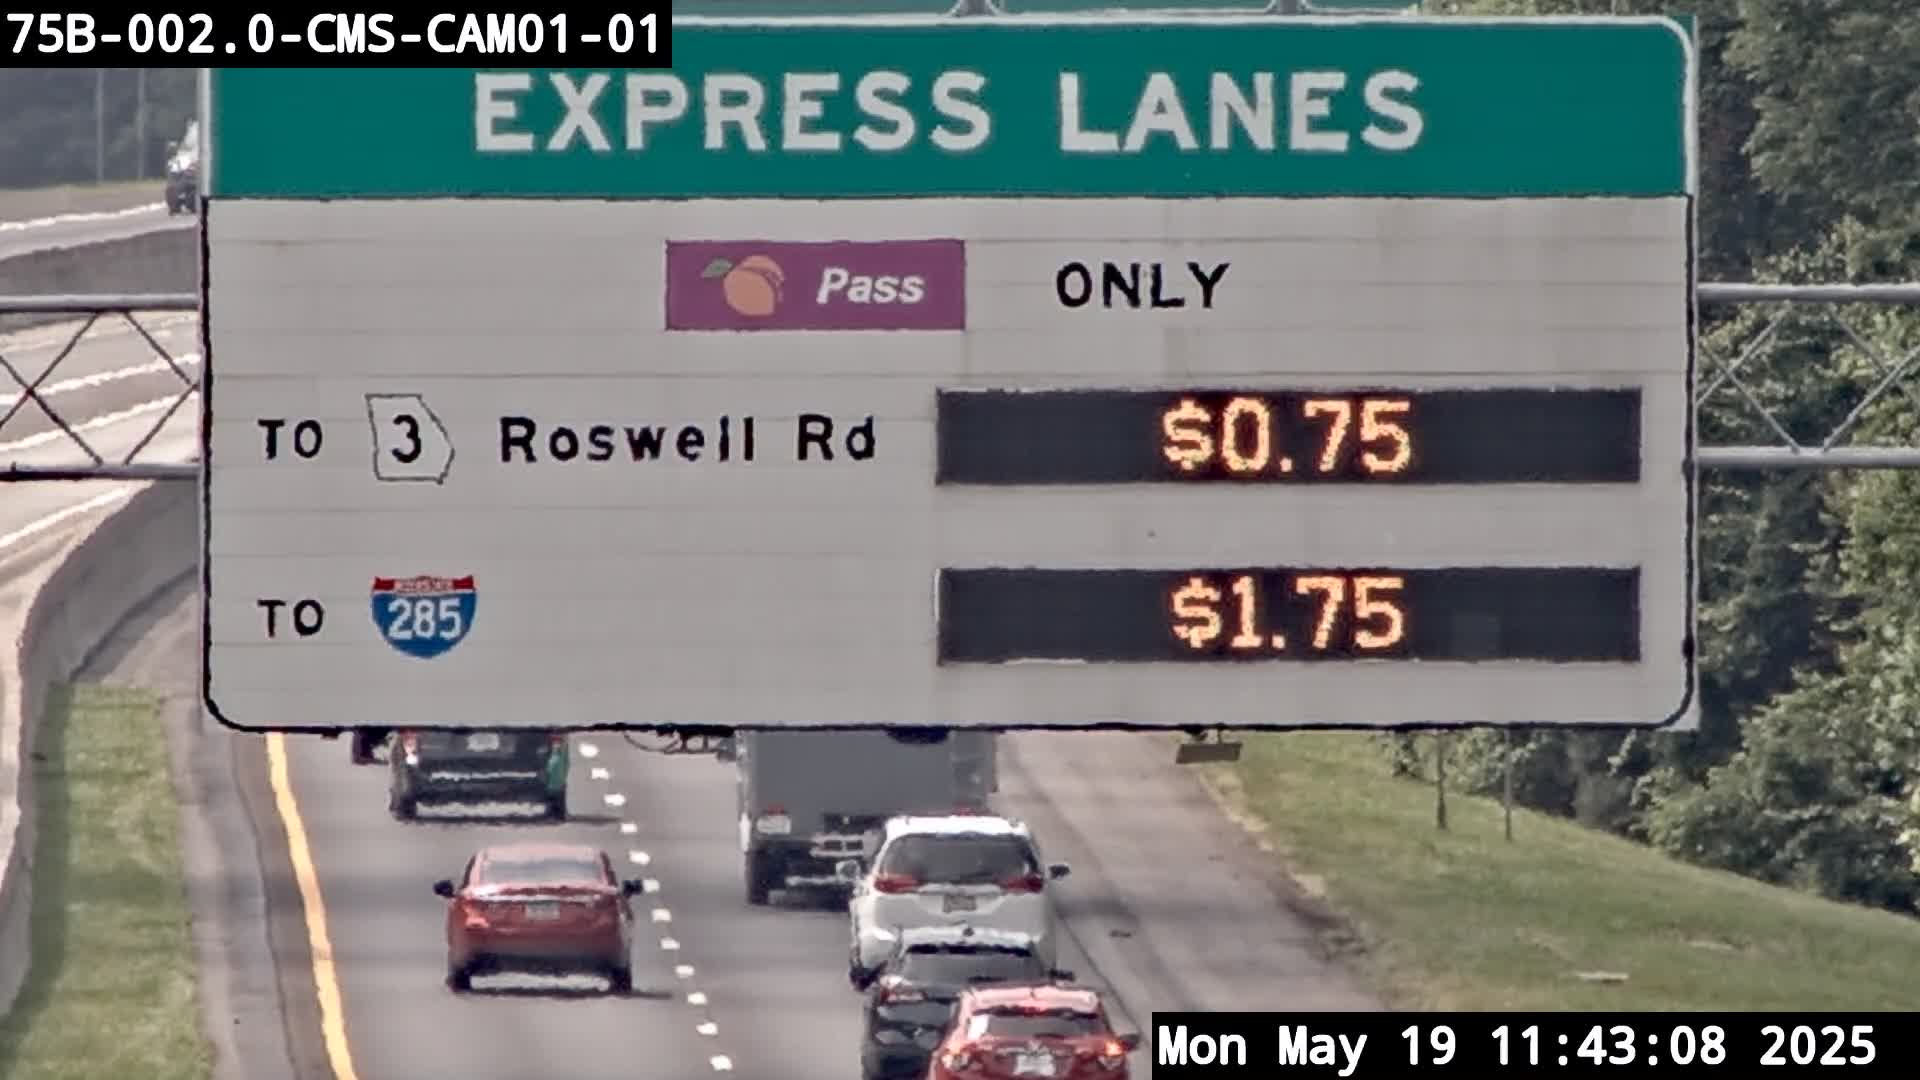 75B-002.0-CMS-CAM01-01
EXPRESS LANES
Pass ONLY
TO 3 Roswell Rd $0.75
TO INTERSTATE 285 $1.75
Mon May 19 11:43:08 2025